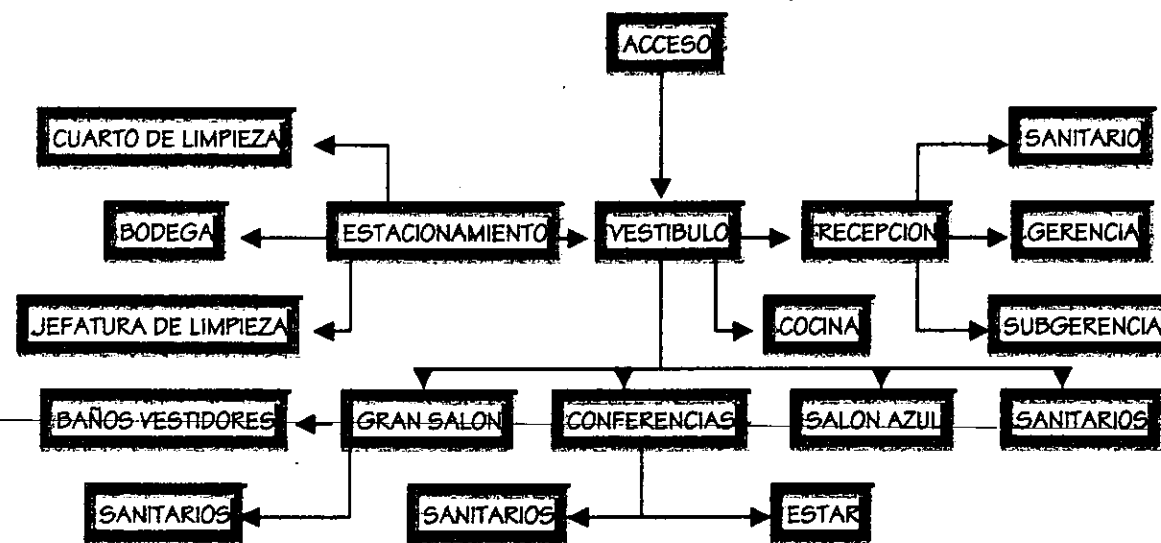 ACCESO
CUARTO DE LIMPIEZA
SANITARIO
BODEGA
ESTACIONAMIENTO
VESTIBULO
RECEPCION
GERENCIA
JEFATURA DE LIMPIEZA
COCINA
SUBGERENCIA
BAÑOS VESTIDORES
GRAN SALON
CONFERENCIAS
SALON AZUL
SANITARIOS
SANITARIOS
SANITARIOS
ESTAR